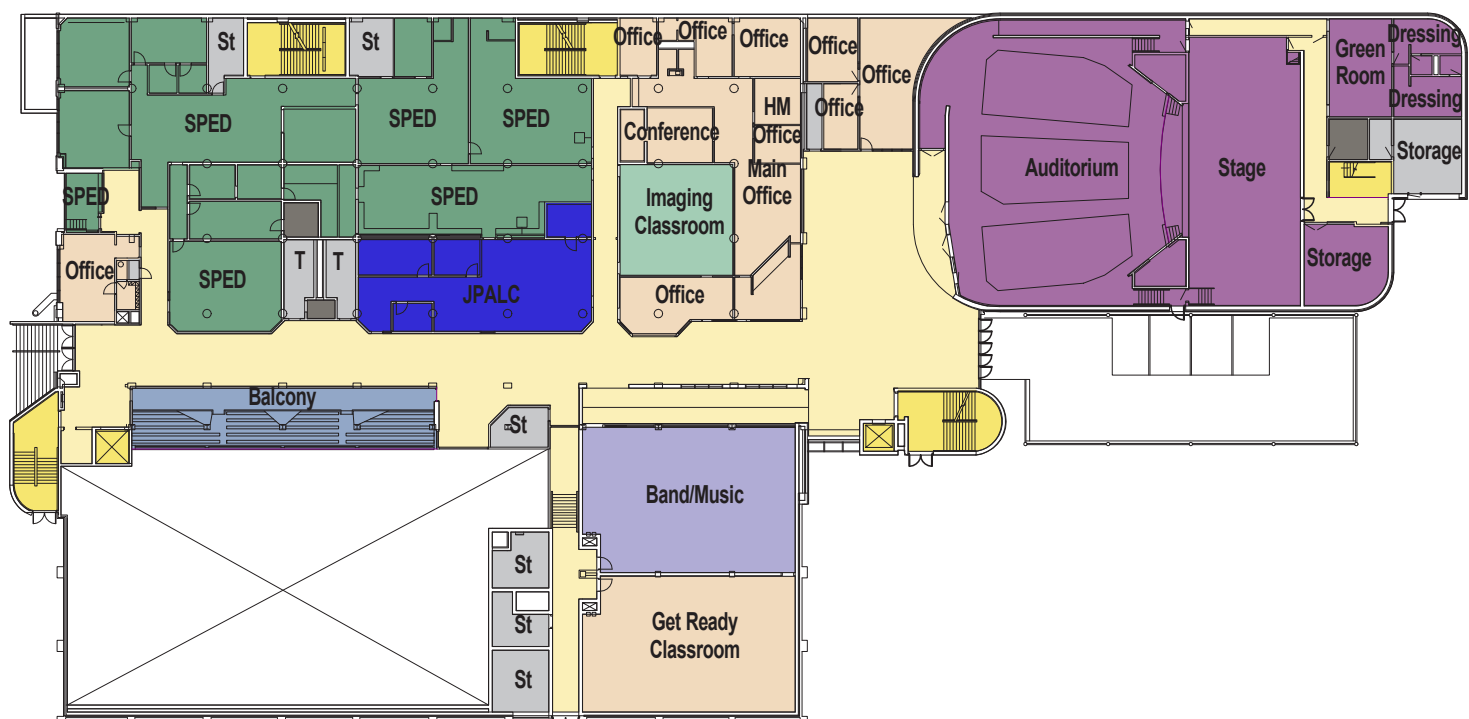 St
St
Office
Office
Office
Office
Office
Green
Room
Dressing
Dressing
SPED
SPED
SPED
HM
Office
Office
Conference
Auditorium
Stage
Storage
SPED
SPED
Imaging
Classroom
Main
Office
Office
SPED
T
T
JPALC
Office
Storage
Balcony
St
Band/Music
St
St
St
Get Ready
Classroom